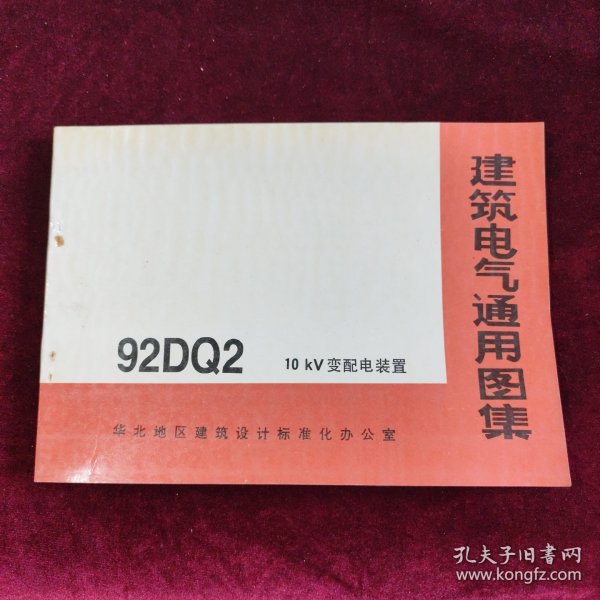 建筑电气通用图集
92DQ2 10 kV变配电装置
华北地区建筑设计标准化办公室
孔夫子旧书网
www.kongfz.com